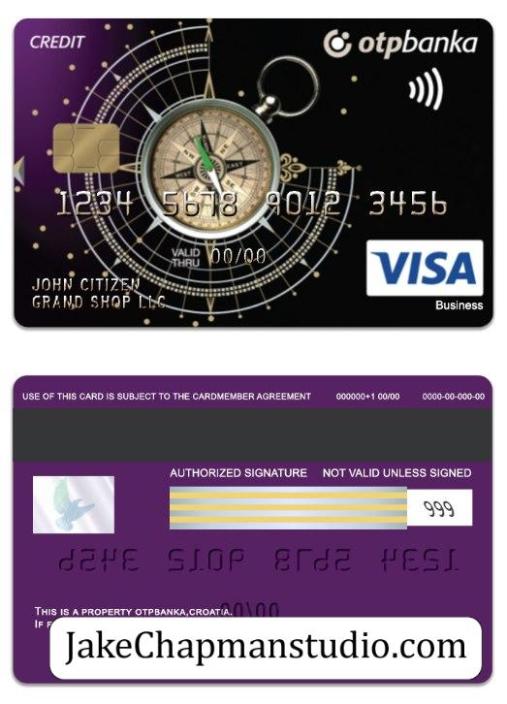 CREDIT
otpbanka
1234 5678 9012 3456
VALID
THRU 00/00
JOHN CITIZEN
GRAND SHOP LLC
VISA
Business
USE OF THIS CARD IS SUBJECT TO THE CARDMEMBER AGREEMENT 000000+1 00/00 0000-00-000-00
AUTHORIZED SIGNATURE NOT VALID UNLESS SIGNED
999
THIS IS A PROPERTY OTPBANKA,CROATIA.
IF
JakeChapmanstudio.com